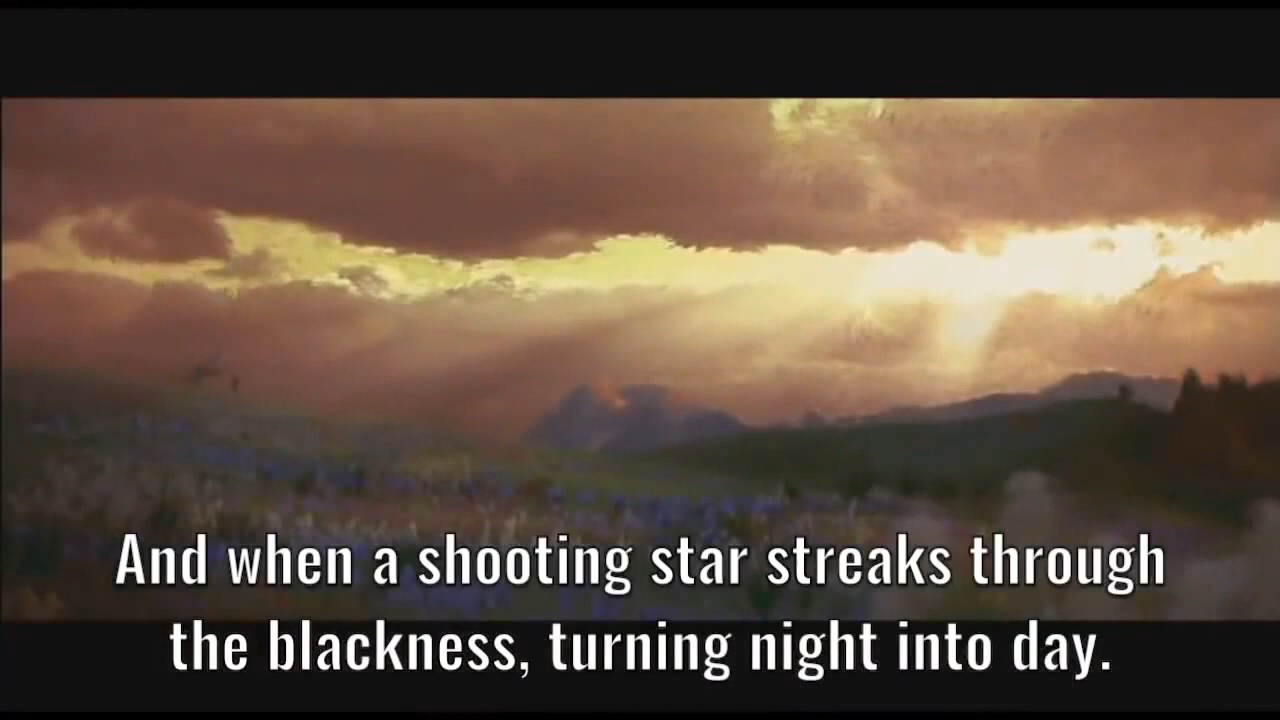 And when a shooting star streaks through
the blackness, turning night into day.